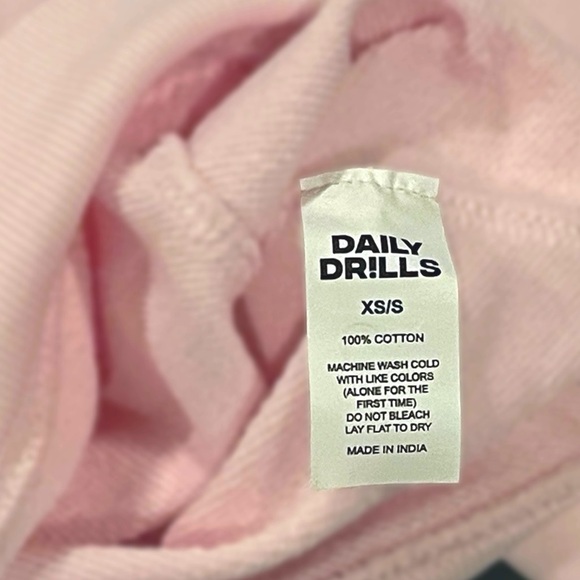 DAILY
DR!LLS
XS/S
100% COTTON
MACHINE WASH COLD
WITH LIKE COLORS
(ALONE FOR THE
FIRST TIME)
DO NOT BLEACH
LAY FLAT TO DRY
MADE IN INDIA